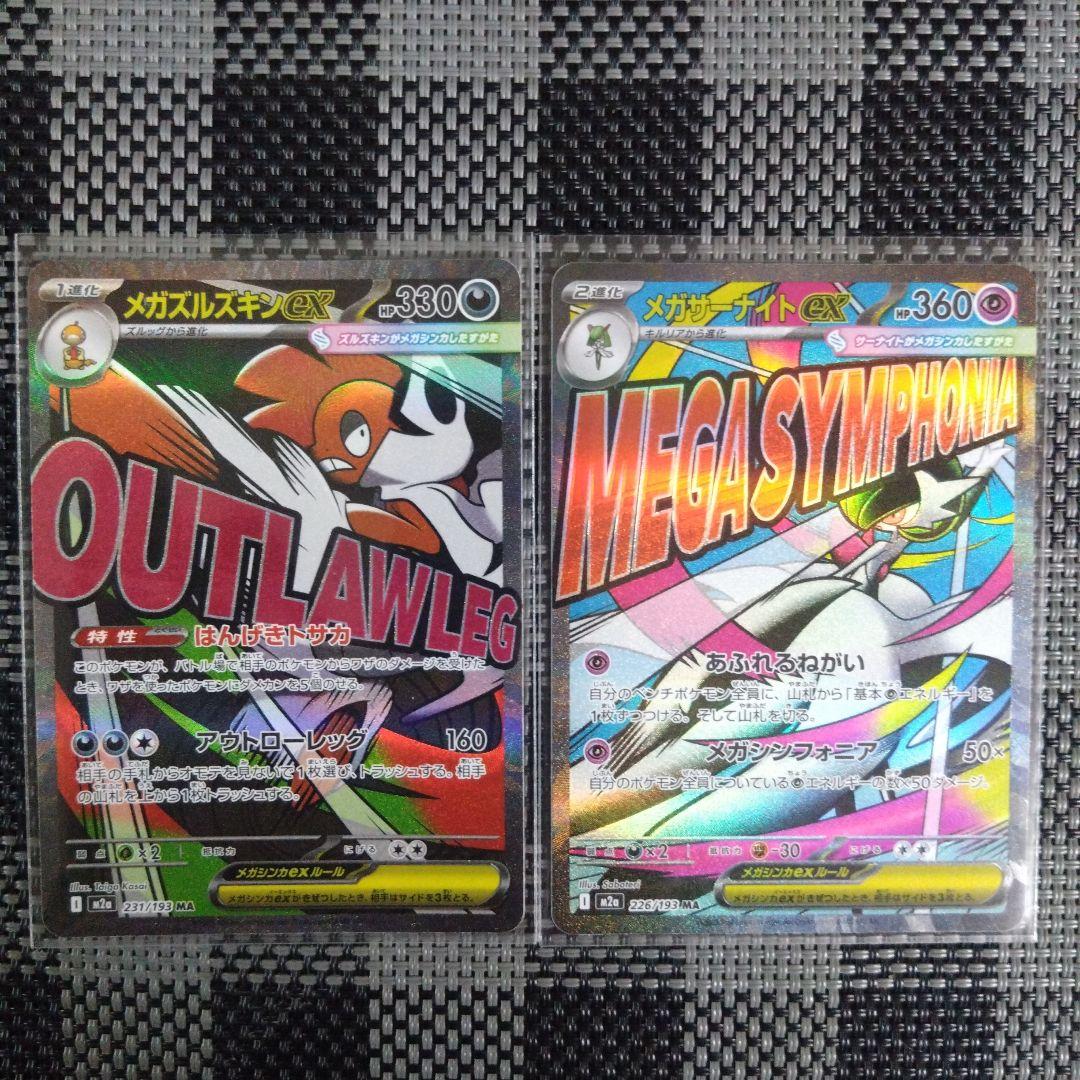 1進化
メガズルズキンex
HP330
ズルッグから進化
ズルズキンがメガシンカしたすがた
OUTLAW LEG
特性
はんげきトサカ
このポケモンが、バトル場で相手のポケモンからワザのダメージを受けた
とき、ワザを使ったポケモンにダメカンを5個のせる。
アウトローレッグ 160
相手の手札からオモテを見ないで1枚選び、トラッシュする。相手
の山札を上から1枚トラッシュする。
弱点 ×2 抵抗力 にげる
メガシンカexルール
メガシンカexがきぜつしたとき、相手はサイドを3枚とる。
Illus. Taiga Kasai
I M2a 231/193 MA
2進化
メガサーナイトex
HP360
キルリアから進化
サーナイトがメガシンカしたすがた
MEGA SYMPHONIA
あふれるねがい
自分のベンチポケモン全員に、山札から「基本エネルギー」を
1枚ずつつける。そして山札を切る。
メガシンフォニア 50×
自分のポケモン全員についているエネルギーの数×50ダメージ。
弱点 ×2 抵抗力 -30 にげる
メガシンカexルール
メガシンカexがきぜつしたとき、相手はサイドを3枚とる。
Illus. Saboteri
I M2a 226/193 MA